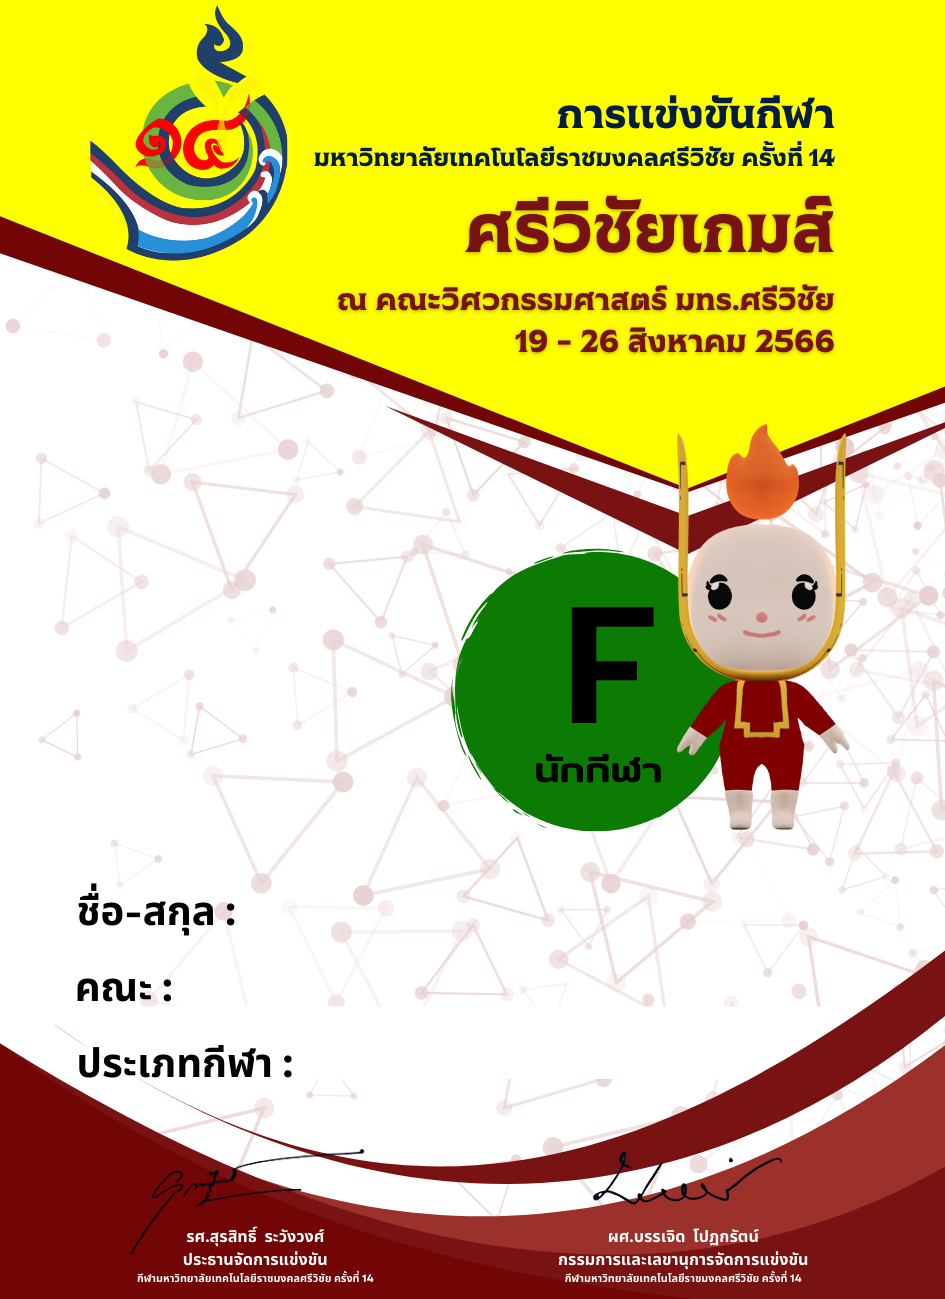 ๑๔
การแข่งขันกีฬา
มหาวิทยาลัยเทคโนโลยีราชมงคลศรีวิชัย ครั้งที่ 14
ศรีวิชัยเกมส์
ณ คณะวิศวกรรมศาสตร์ มทร.ศรีวิชัย
19 - 26 สิงหาคม 2566
F
นักกีฬา
ชื่อ-สกุล :
คณะ :
ประเภทกีฬา :
รศ.สุรสิทธิ์ ระวังวงศ์
ประธานจัดการแข่งขัน
กีฬามหาวิทยาลัยเทคโนโลยีราชมงคลศรีวิชัย ครั้งที่ 14
ผศ.บรรเจิด โปฏกรัตน์
กรรมการและเลขานุการจัดการแข่งขัน
กีฬามหาวิทยาลัยเทคโนโลยีราชมงคลศรีวิชัย ครั้งที่ 14